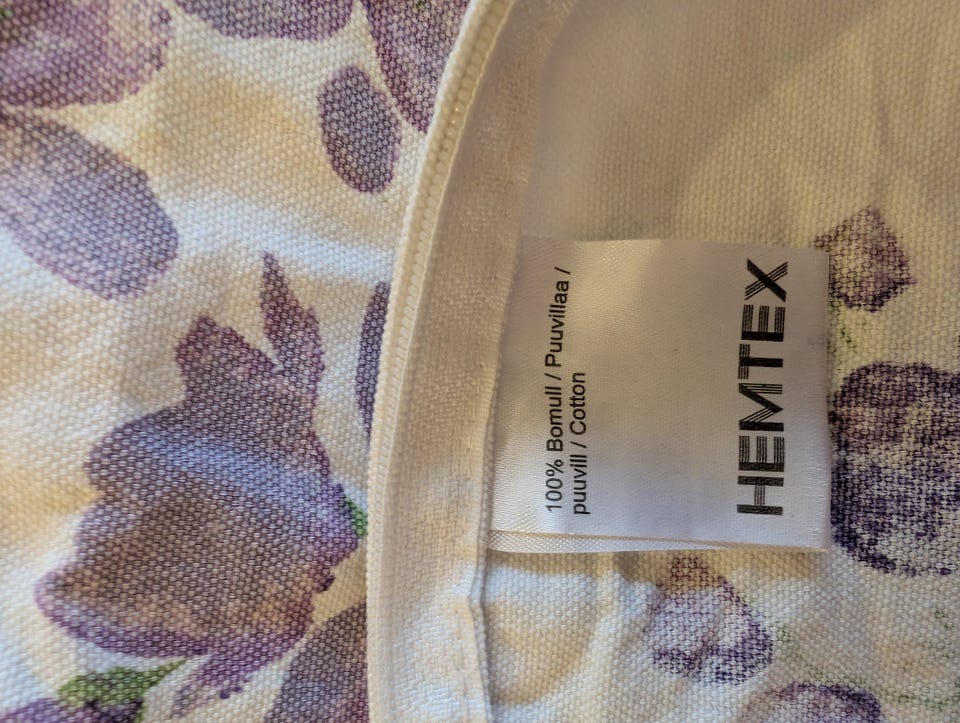 100% Bomull / Puuvillaa /
puuvill / Cotton
HEMTEX